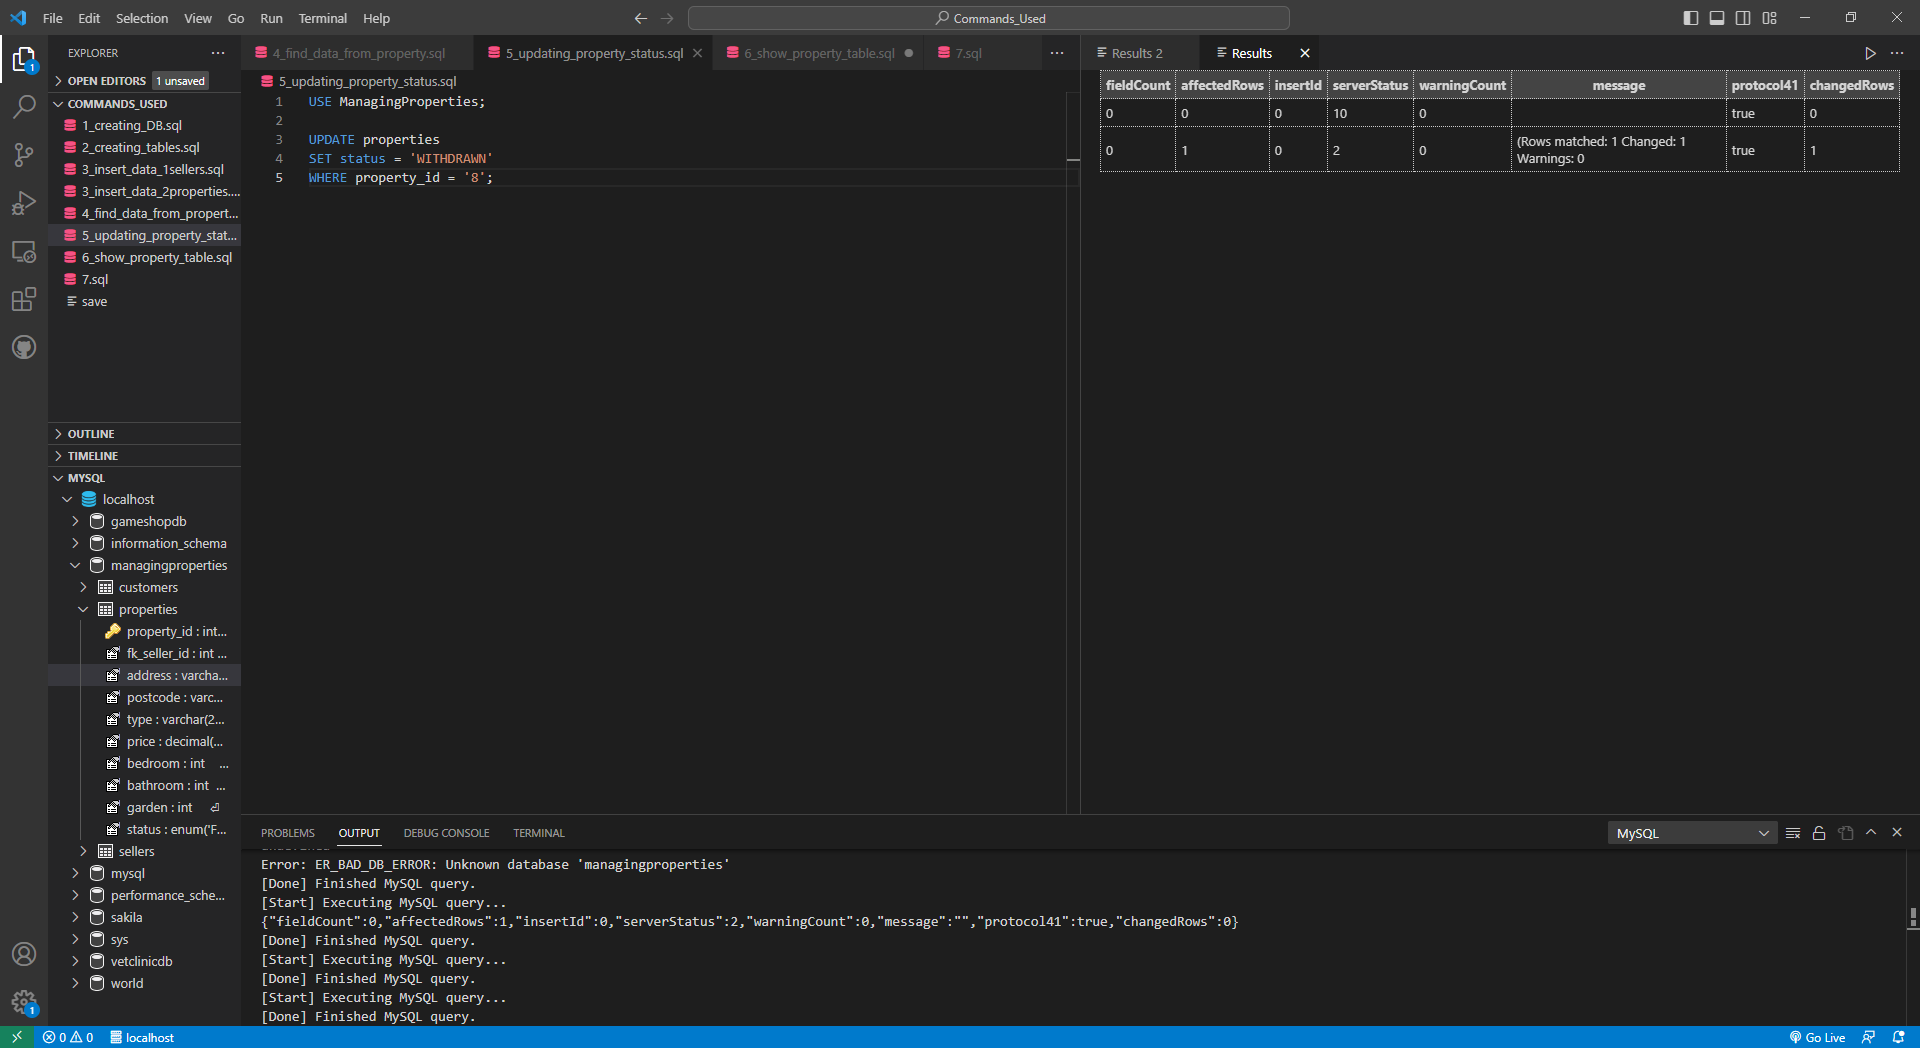 File Edit Selection View Go Run Terminal Help
Commands_Used
EXPLORER
OPEN EDITORS 1 unsaved
COMMANDS_USED
1_creating_DB.sql
2_creating_tables.sql
3_insert_data_1sellers.sql
3_insert_data_2properties....
4_find_data_from_propert...
5_updating_property_stat...
6_show_property_table.sql
7.sql
save
OUTLINE
TIMELINE
MYSQL
localhost
gameshopdb
information_schema
managingproperties
customers
properties
property_id : int...
fk_seller_id : int ...
address : varcha...
postcode : varc...
type : varchar(2...
price : decimal(...
bedroom : int ...
bathroom : int ...
garden : int
status : enum('F...
sellers
mysql
performance_sche...
sakila
sys
vetclinicdb
world
4_find_data_from_property.sql 5_updating_property_status.sql 6_show_property_table.sql 7.sql
5_updating_property_status.sql
1 USE ManagingProperties;
2
3 UPDATE properties
4 SET status = 'WITHDRAWN'
5 WHERE property_id = '8';
Results 2 Results
fieldCount affectedRows insertId serverStatus warningCount message protocol41 changedRows
0 0 0 10 0 true 0
0 1 0 2 0 (Rows matched: 1 Changed: 1 Warnings: 0 true 1
PROBLEMS OUTPUT DEBUG CONSOLE TERMINAL
MySQL
Error: ER_BAD_DB_ERROR: Unknown database 'managingproperties'
[Done] Finished MySQL query.
[Start] Executing MySQL query...
{"fieldCount":0,"affectedRows":1,"insertId":0,"serverStatus":2,"warningCount":0,"message":"","protocol41":true,"changedRows":0}
[Done] Finished MySQL query.
[Start] Executing MySQL query...
[Done] Finished MySQL query.
[Start] Executing MySQL query...
[Done] Finished MySQL query.
1
1
0 0 localhost
Go Live